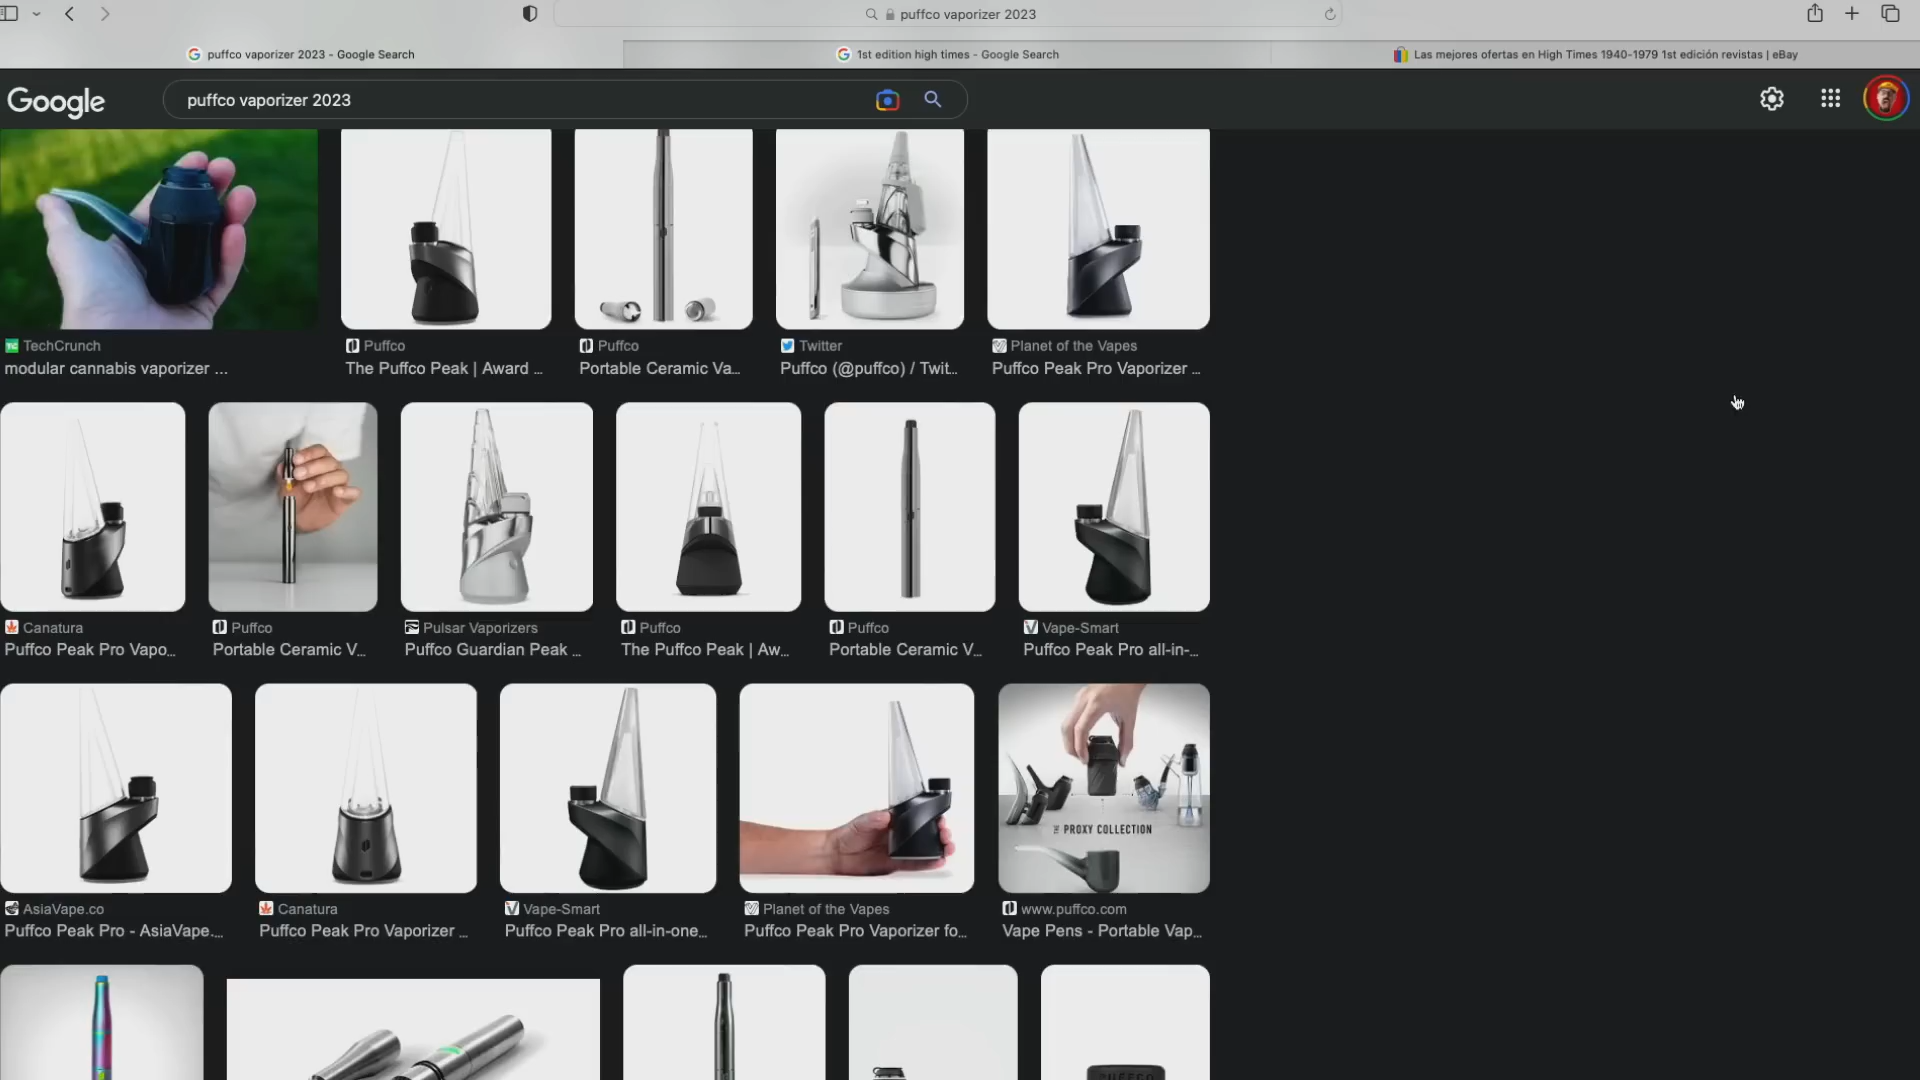 puffco vaporizer 2023
puffco vaporizer 2023 - Google Search
1st edition high times - Google Search
Las mejores ofertas en High Times 1940-1979 1st edición revistas | eBay
Google
puffco vaporizer 2023
TechCrunch
modular cannabis vaporizer ...
Puffco
The Puffco Peak | Award ...
Puffco
Portable Ceramic Va...
Twitter
Puffco (@puffco) / Twit...
Planet of the Vapes
Puffco Peak Pro Vaporizer ...
Canatura
Puffco Peak Pro Vapo...
Puffco
Portable Ceramic V...
Pulsar Vaporizers
Puffco Guardian Peak ...
Puffco
The Puffco Peak | Aw...
Puffco
Portable Ceramic V...
Vape-Smart
Puffco Peak Pro all-in-...
THE PROXY COLLECTION
AsiaVape.co
Puffco Peak Pro - AsiaVape....
Canatura
Puffco Peak Pro Vaporizer ...
Vape-Smart
Puffco Peak Pro all-in-one...
Planet of the Vapes
Puffco Peak Pro Vaporizer fo...
www.puffco.com
Vape Pens - Portable Vap...
PUFFCO